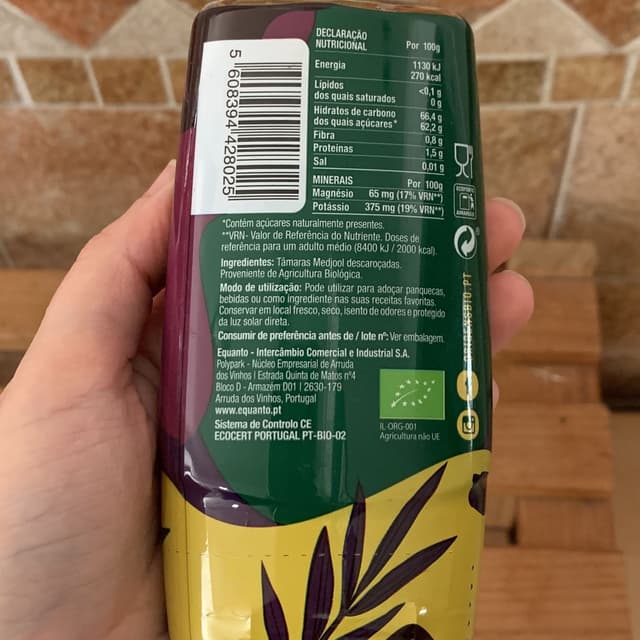 DECLARAÇÃO
NUTRICIONAL Por 100g
Energia 1130 kJ
270 kcal
Lípidos <0,1 g
dos quais saturados 0 g
Hidratos de carbono 66,4 g
dos quais açúcares* 62,2 g
Fibra 0,8 g
Proteínas 1,5 g
Sal 0,01 g
MINERAIS Por 100g
Magnésio 65 mg (17% VRN**)
Potássio 375 mg (19% VRN**)
5 608394 428025
*Contém açúcares naturalmente presentes.
**VRN- Valor de Referência do Nutriente. Doses de
referência para um adulto médio (8400 kJ / 2000 kcal).
Ingredientes: Tâmaras Medjool descaroçadas.
Proveniente de Agricultura Biológica.
Modo de utilização: Pode utilizar para adoçar panquecas,
bebidas ou como ingrediente nas suas receitas favoritas.
Conservar em local fresco, seco, isento de odores e protegido
da luz solar direta.
Consumir de preferência antes de / lote nº: Ver embalagem.
Equanto - Intercâmbio Comercial e Industrial S.A.
Polypark - Núcleo Empresarial de Arruda
dos Vinhos | Estrada Quinta de Matos nº4
Bloco D - Armazém D01 | 2630-179
Arruda dos Vinhos, Portugal
www.equanto.pt
Sistema de Controlo CE
ECOCERT PORTUGAL PT-BIO-02
IL-ORG-001
Agricultura não UE